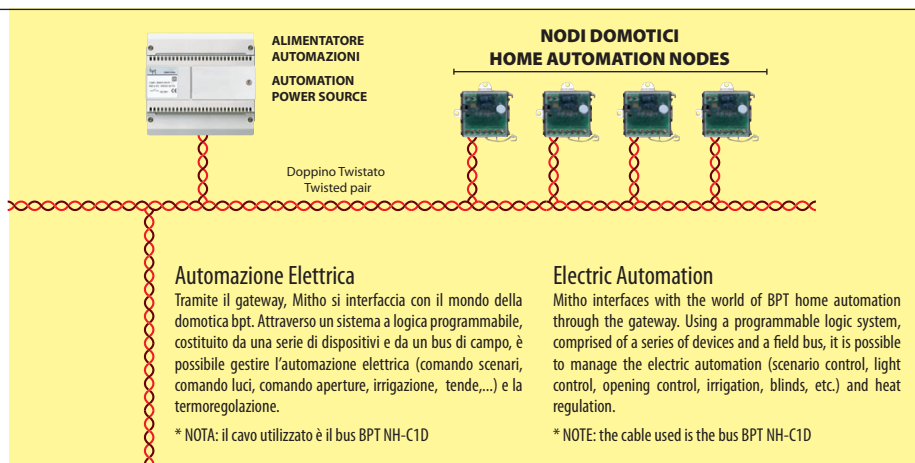 ALIMENTATORE
AUTOMAZIONI
AUTOMATION
POWER SOURCE
NODI DOMOTICI
HOME AUTOMATION NODES
Doppino Twistato
Twisted pair
Automazione Elettrica
Tramite il gateway, Mitho si interfaccia con il mondo della
domotica bpt. Attraverso un sistema a logica programmabile,
costituito da una serie di dispositivi e da un bus di campo, è
possibile gestire l’automazione elettrica (comando scenari,
comando luci, comando aperture, irrigazione, tende,...) e la
termoregolazione.
* NOTA: il cavo utilizzato è il bus BPT NH-C1D
Electric Automation
Mitho interfaces with the world of BPT home automation
through the gateway. Using a programmable logic system,
comprised of a series of devices and a field bus, it is possible
to manage the electric automation (scenario control, light
control, opening control, irrigation, blinds, etc.) and heat
regulation.
* NOTE: the cable used is the bus BPT NH-C1D